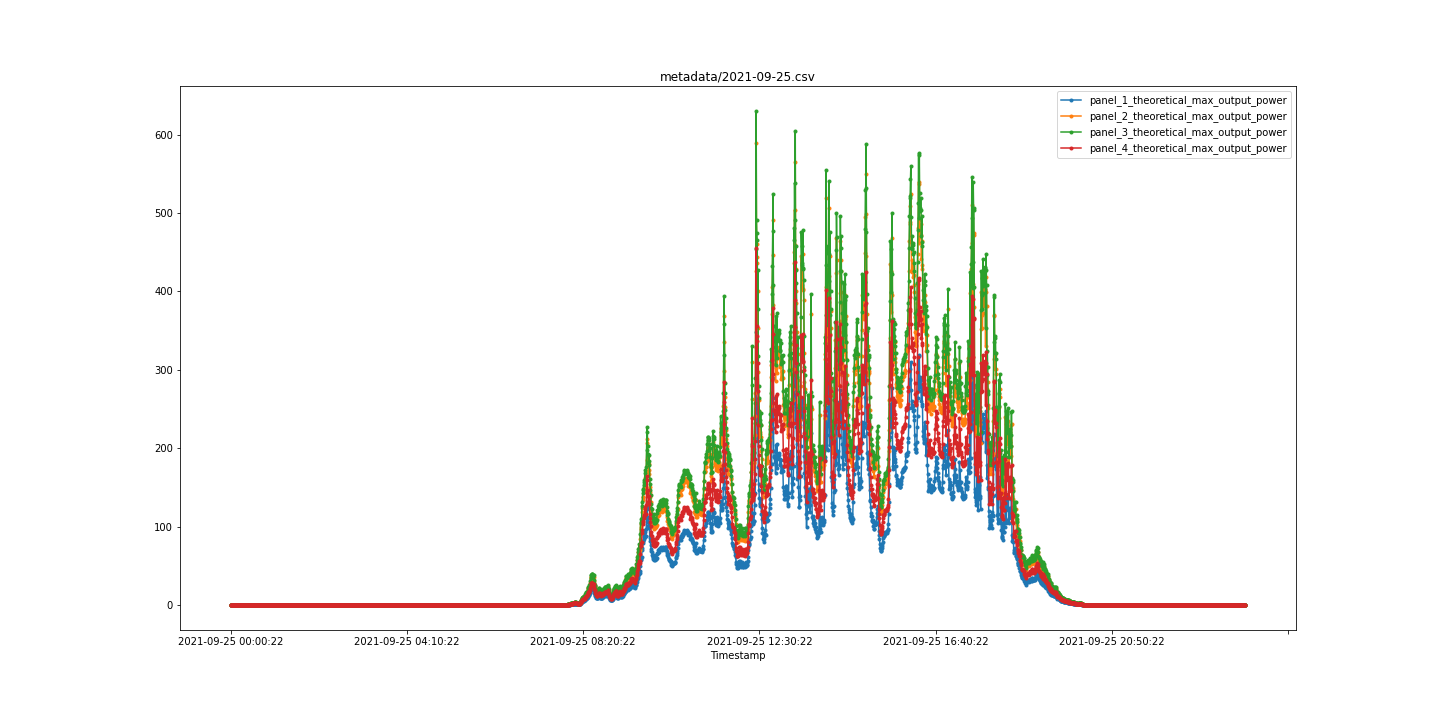 metadata/2021-09-25.csv
panel_1_theoretical_max_output_power
panel_2_theoretical_max_output_power
panel_3_theoretical_max_output_power
panel_4_theoretical_max_output_power
600
500
400
300
200
100
0
2021-09-25 00:00:22 2021-09-25 04:10:22 2021-09-25 08:20:22 2021-09-25 12:30:22 2021-09-25 16:40:22 2021-09-25 20:50:22
Timestamp